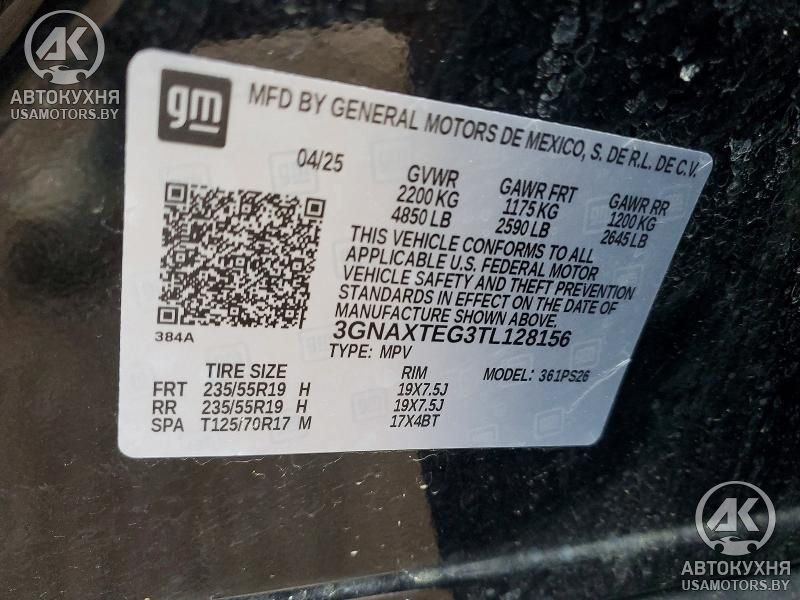 AK
АВТОКУХНЯ
USAMOTORS.BY
gm
MFD BY GENERAL MOTORS DE MEXICO, S. DE R.L. DE C.V.
04/25 GVWR GAWR FRT GAWR RR
2200 KG 1175 KG 1200 KG
4850 LB 2590 LB 2645 LB
THIS VEHICLE CONFORMS TO ALL
APPLICABLE U.S. FEDERAL MOTOR
VEHICLE SAFETY AND THEFT PREVENTION
STANDARDS IN EFFECT ON THE DATE OF
MANUFACTURE SHOWN ABOVE.
384A
3GNAXTEG3TL128156
TYPE: MPV MODEL: 361PS26
TIRE SIZE RIM
FRT 235/55R19 H 19X7.5J
RR 235/55R19 H 19X7.5J
SPA T125/70R17 M 17X4BT
AK
АВТОКУХНЯ
USAMOTORS.BY